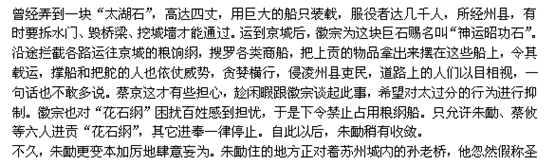 曾经弄到一块“太湖石”，高达四丈，用巨大的船只装载，服役者达几千人，所经州县，有
时要拆水门、毁桥梁、挖城墙才能通过。运到京城后，徽宗为这块巨石赐名叫“神运昭功石”。
沿途拦截各路运往京城的粮饷纲，搜罗各类商船，把上贡的物品拿出来摆在这些船上，令其
载运，撑船和把舵的人也依仗威势，贪婪横行，侵凌州县吏民，道路上的人们以目相视，一
句话也不敢多说。蔡京这才有些担心，趁闲暇跟徽宗谈起此事，希望对太过分的行为进行抑
制。徽宗也对“花石纲”困扰百姓感到担忧，于是下令禁止占用粮纲船。只允许朱勔、蔡攸
等六人进贡“花石纲”，其它进奉一律停止。自此以后，朱勔稍有收敛。
不久，朱勔更变本加厉地肆意妄为。朱勔住的地方正对着苏州城内的孙老桥，他忽然假称圣